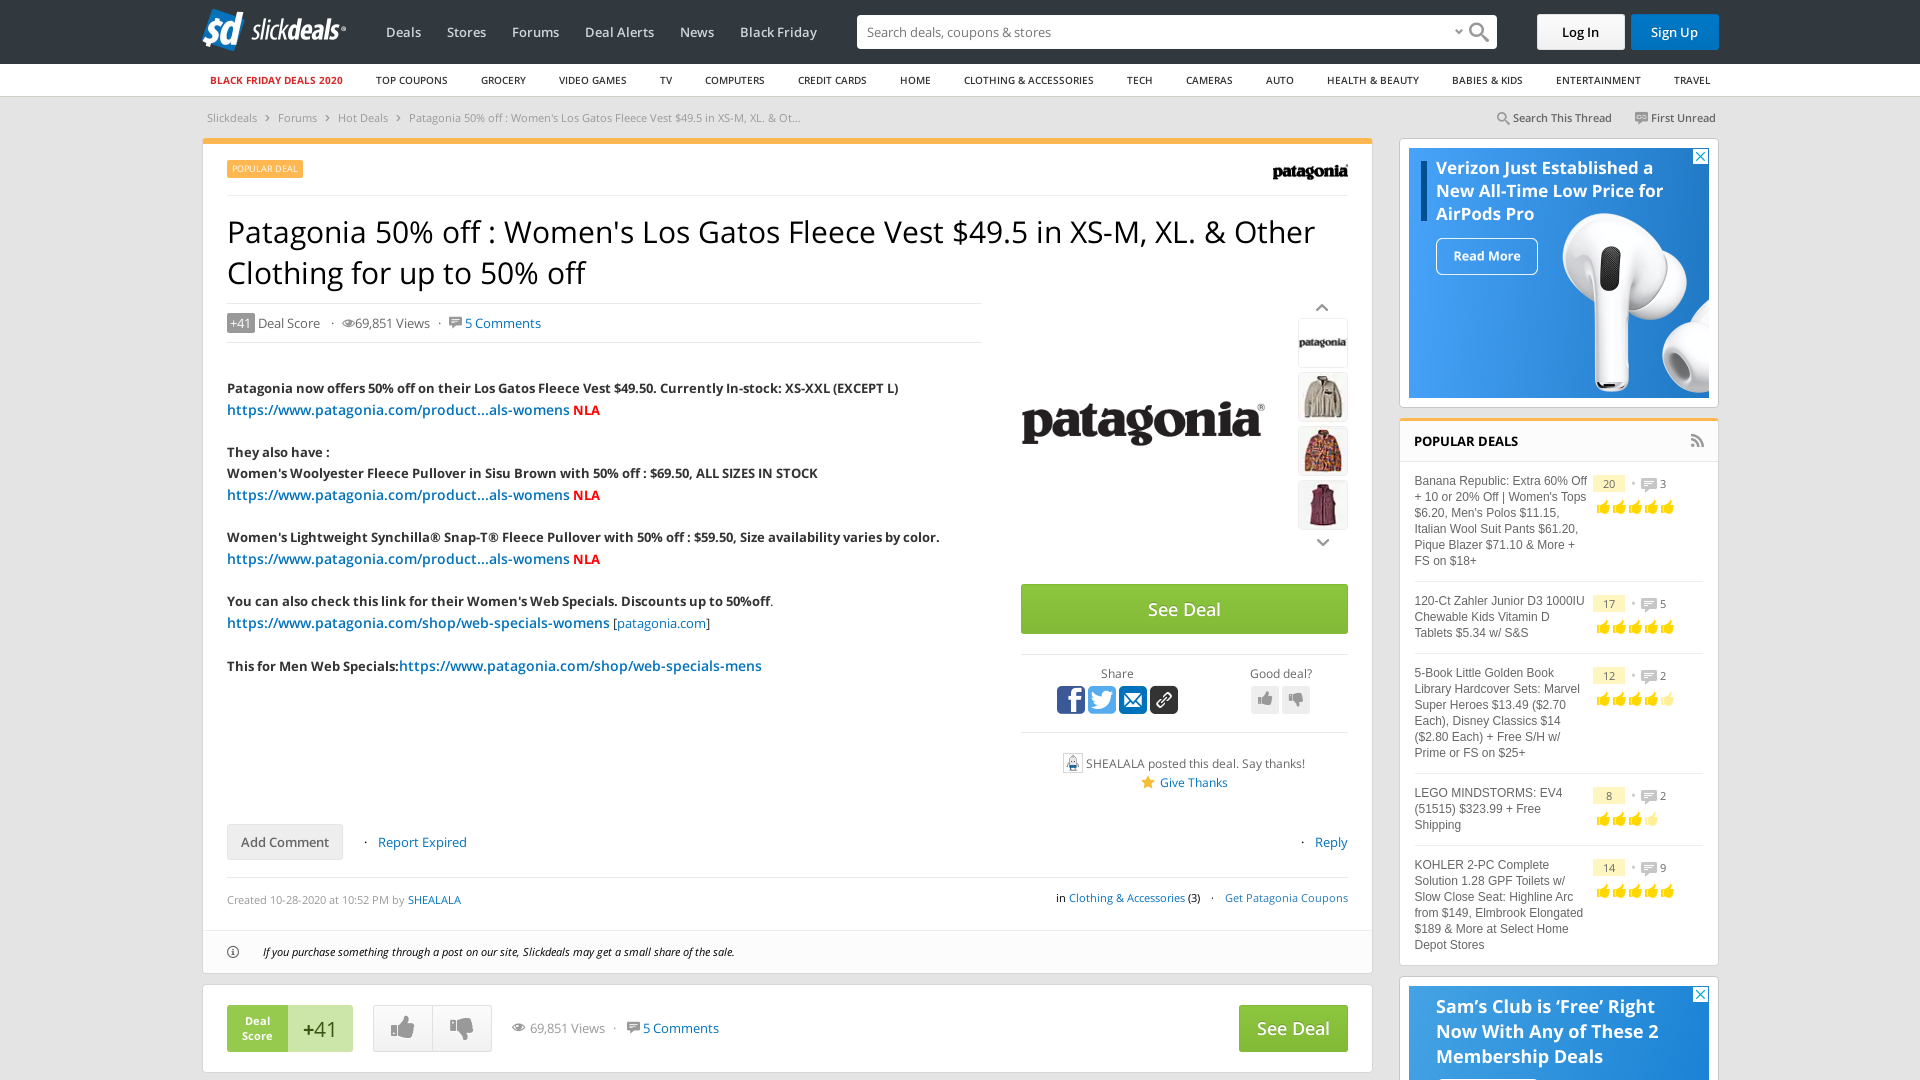 slickdeals
Deals Stores Forums Deal Alerts News Black Friday
Search deals, coupons & shares
Log In
Sign Up
BLACK FRIDAY DEALS 2020 TOP COUPONS GROCERY VIDEO GAMES TV COMPUTERS CREDIT CARDS HOME CLOTHING & ACCESSORIES TECH CAMERAS AUTO HEALTH & BEAUTY BABIES & KIDS ENTERTAINMENT TRAVEL
Slickdeals › Forums › Hot Deals › Patagonia 50% off : Women's Los Gatos Fleece Vest $49.5 in XS-M, XL. & Ot...
Search This Thread First Unread
POPULAR DEAL
patagonia
Patagonia 50% off : Women's Los Gatos Fleece Vest $49.5 in XS-M, XL. & Other
Clothing for up to 50% off
+41 Deal Score · 69,851 Views · 5 Comments
Patagonia now offers 50% off on their Los Gatos Fleece Vest $49.50. Currently In-stock: XS-XXL (EXCEPT L)
https://www.patagonia.com/product...als-womens NLA
They also have :
Women's Woolyester Fleece Pullover in Sisu Brown with 50% off : $69.50, ALL SIZES IN STOCK
https://www.patagonia.com/product...als-womens NLA
Women's Lightweight Synchilla® Snap-T® Fleece Pullover with 50% off : $59.50, Size availability varies by color.
https://www.patagonia.com/product...als-womens NLA
You can also check this link for their Women's Web Specials. Discounts up to 50%off.
https://www.patagonia.com/shop/web-specials-womens [patagonia.com]
This for Men Web Specials:https://www.patagonia.com/shop/web-specials-mens
patagonia®
patagonia
See Deal
Share
Good deal?
SHEALALA posted this deal. Say thanks!
Give Thanks
Add Comment · Report Expired
· Reply
Created 10-28-2020 at 10:52 PM by SHEALALA
in Clothing & Accessories (3) · Get Patagonia Coupons
If you purchase something through a post on our site, Slickdeals may get a small share of the sale.
Deal
Score
+41
69,851 Views · 5 Comments
See Deal
Verizon Just Established a
New All-Time Low Price for
AirPods Pro
Read More
POPULAR DEALS
Banana Republic: Extra 60% Off
+ 10 or 20% Off | Women's Tops
$6.20, Men's Polos $11.15,
Italian Wool Suit Pants $61.20,
Pique Blazer $71.10 & More +
FS on $18+
20 • 3
120-Ct Zahler Junior D3 1000IU
Chewable Kids Vitamin D
Tablets $5.34 w/ S&S
17 • 5
5-Book Little Golden Book
Library Hardcover Sets: Marvel
Super Heroes $13.49 ($2.70
Each), Disney Classics $14
($2.80 Each) + Free S/H w/
Prime or FS on $25+
12 • 2
LEGO MINDSTORMS: EV4
(51515) $323.99 + Free
Shipping
8 • 2
KOHLER 2-PC Complete
Solution 1.28 GPF Toilets w/
Slow Close Seat: Highline Arc
from $149, Elmbrook Elongated
$189 & More at Select Home
Depot Stores
14 • 9
Sam's Club is 'Free' Right
Now With Any of These 2
Membership Deals